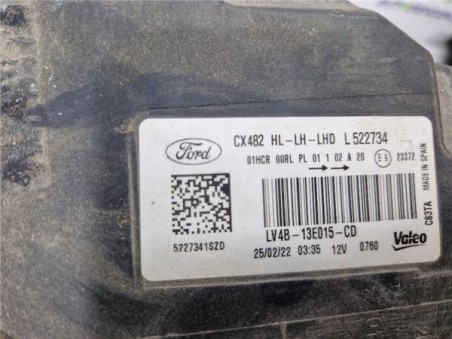 Ford
CX482 HL-LH-LHD L 522734
01HCR 00RL PL 01 1 02 A 20 E9 23372
MADE IN SPAIN
C83TA
LV4B-13E015-CD
5227341SZD
25/02/22 03:35 12V 0760
Valeo